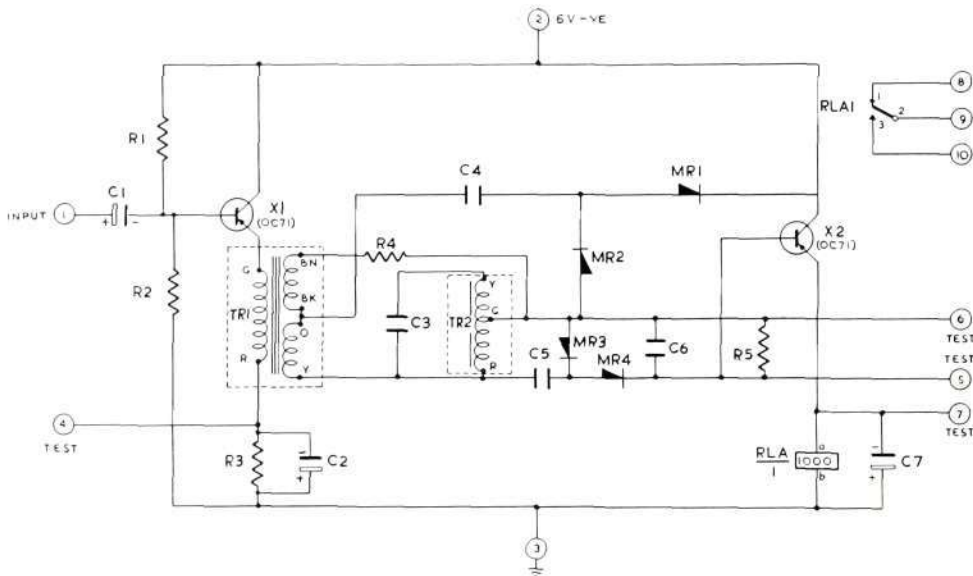 2 6V-VE
8
RLA1 1 2 9
3
10
R1
C4 MR1
C1
INPUT 1 + - X1 X2
(OC71) (OC71)
R4 BN MR2
R2 G BK
TR1 O C3 Y G TR2 R 6
TEST
MR3 C6 R5
R Y C5 MR4 TEST
5
4 7
TEST TEST
R3 - C2 + RLA/1 a 1000 b - C7 +
3